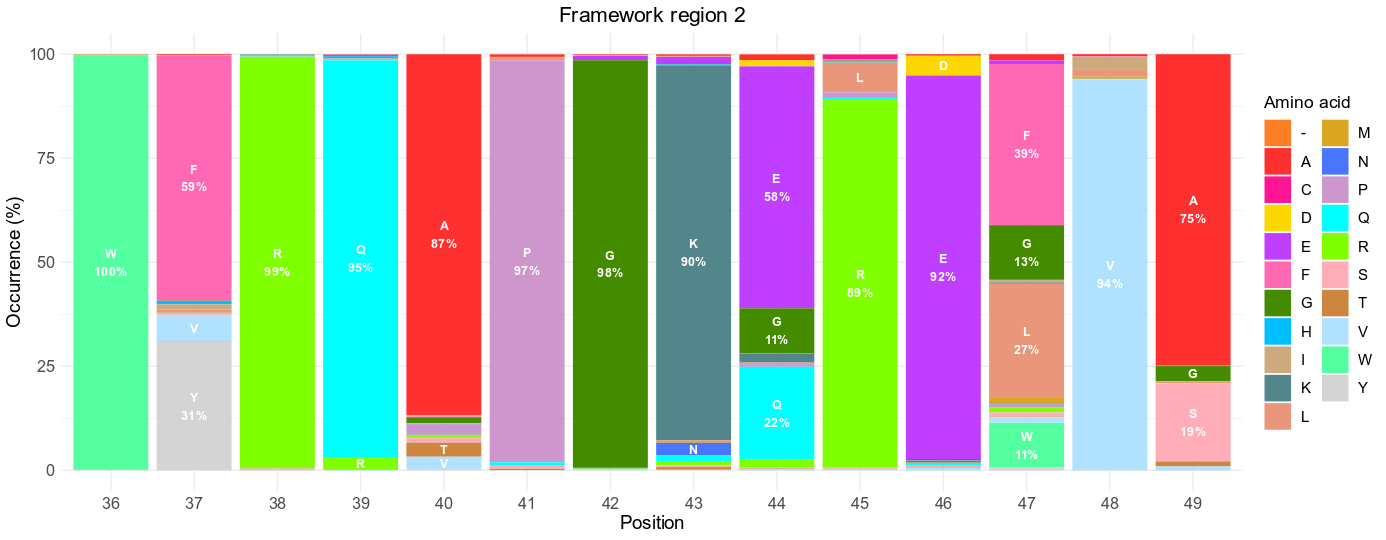 Framework region 2
Occurrence (%)
100
75
50
25
0
W
100%
F
59%
V
Y
31%
R
99%
Q
95%
R
A
87%
T
V
P
97%
G
98%
K
90%
N
E
58%
G
11%
Q
22%
L
R
89%
D
E
92%
F
39%
G
13%
L
27%
W
11%
V
94%
A
75%
G
S
19%
36 37 38 39 40 41 42 43 44 45 46 47 48 49
Position
Amino acid
- M
A N
C P
D Q
E R
F S
G T
H V
I W
K Y
L